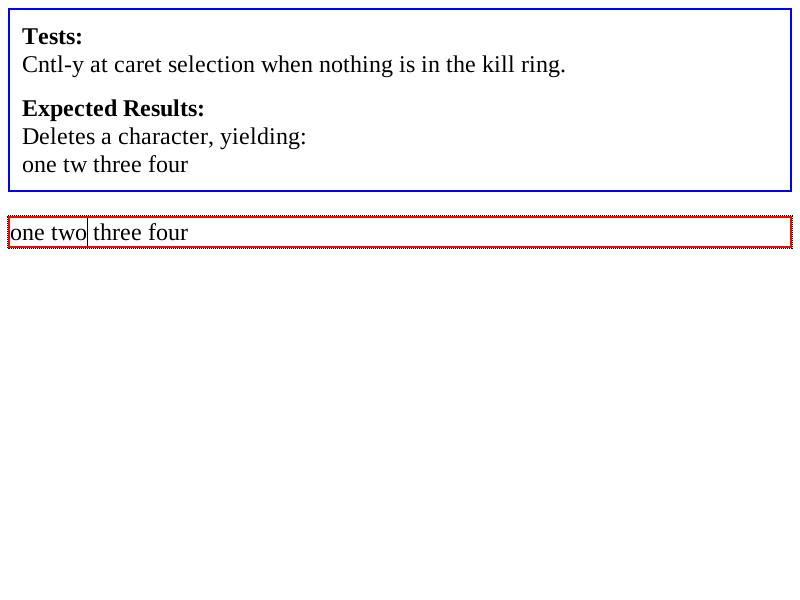 Tests:
Cntl-y at caret selection when nothing is in the kill ring.
Expected Results:
Deletes a character, yielding:
one tw three four
one two three four